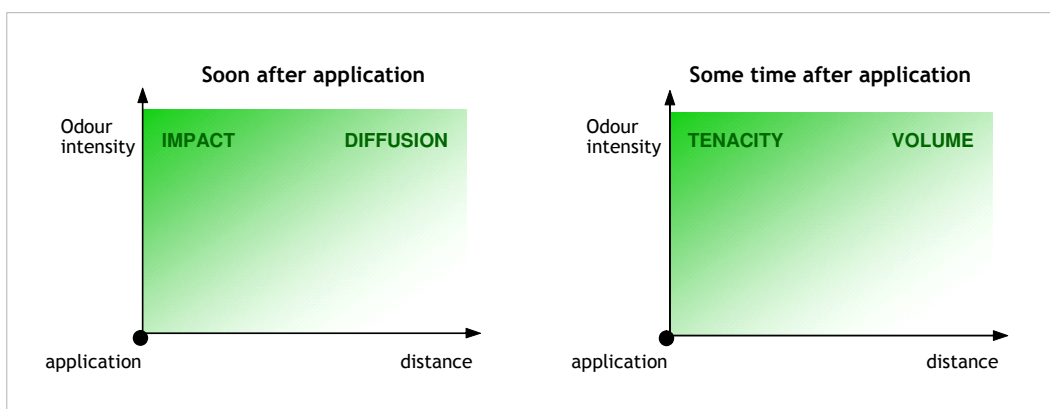 Soon after application
Odour
intensity
IMPACT
DIFFUSION
application
distance
Some time after application
Odour
intensity
TENACITY
VOLUME
application
distance